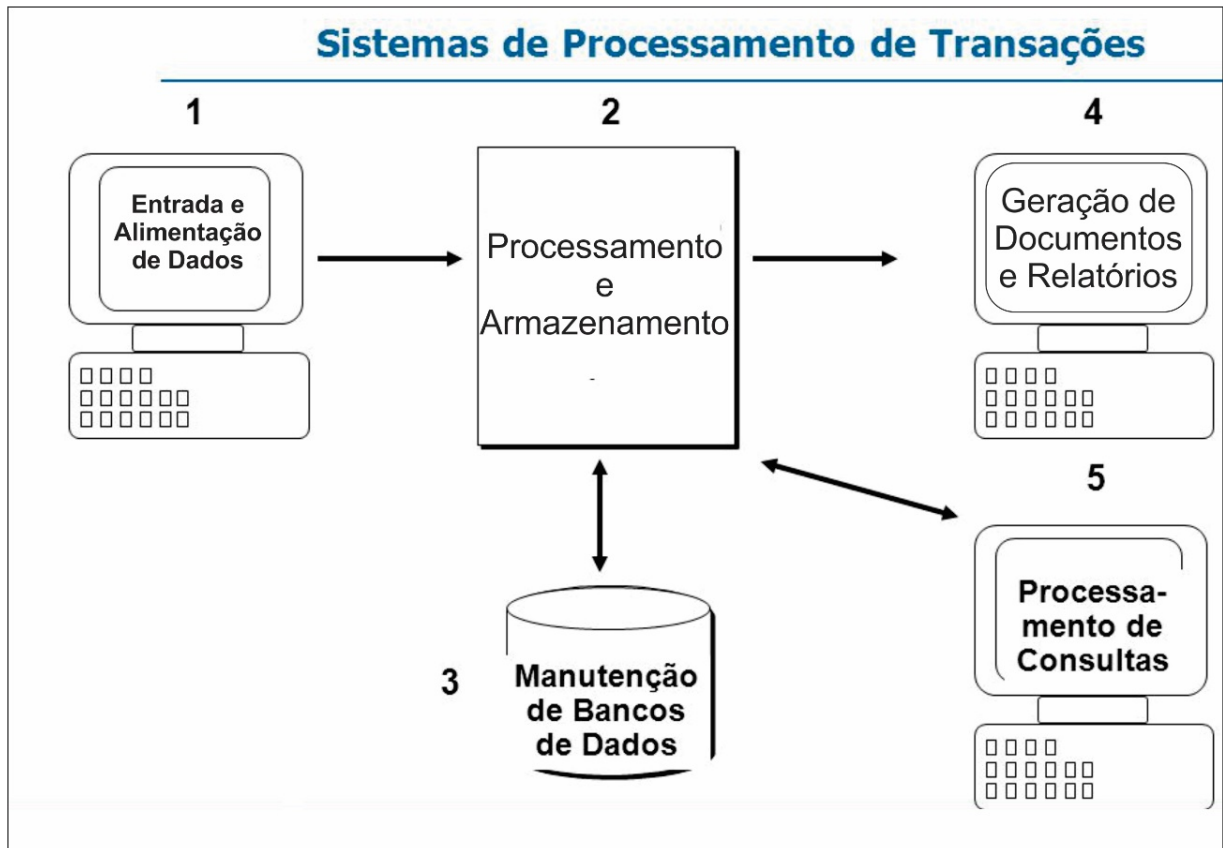 Sistemas de Processamento de Transações
1
Entrada e
Alimentação
de Dados
2
Processamento
e
Armazenamento
-
4
Geração de
Documentos
e Relatórios
3
Manutenção
de Bancos
de Dados
5
Processa-
mento de
Consultas